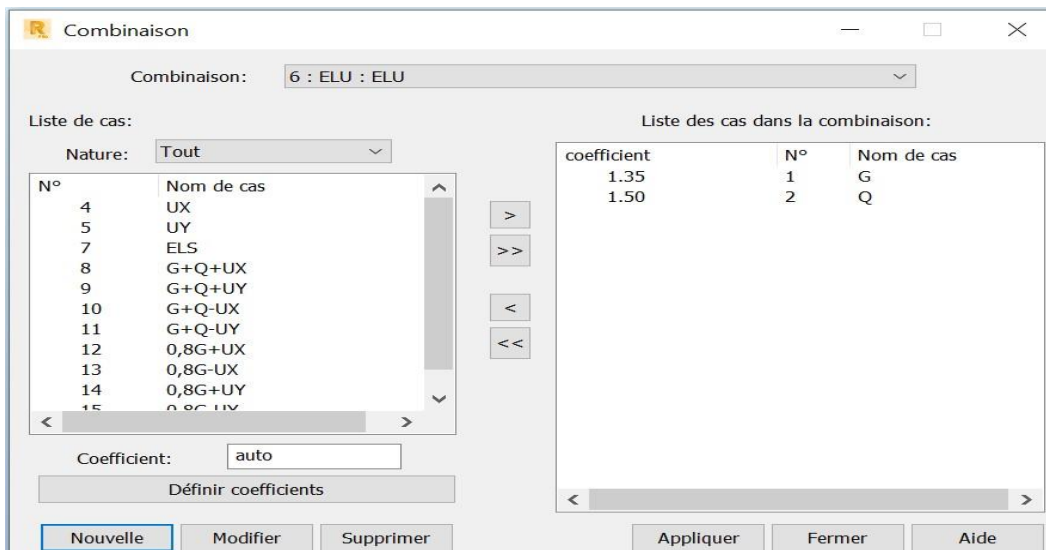 Combinaison
Combinaison: 6 : ELU : ELU
Liste de cas:
Nature: Tout
N° Nom de cas
4 UX
5 UY
7 ELS
8 G+Q+UX
9 G+Q+UY
10 G+Q-UX
11 G+Q-UY
12 0,8G+UX
13 0,8G-UX
14 0,8G+UY
15
Coefficient: auto
Définir coefficients
Nouvelle Modifier Supprimer
>
>>
<
<<
Liste des cas dans la combinaison:
coefficient N° Nom de cas
1.35 1 G
1.50 2 Q
Appliquer Fermer Aide